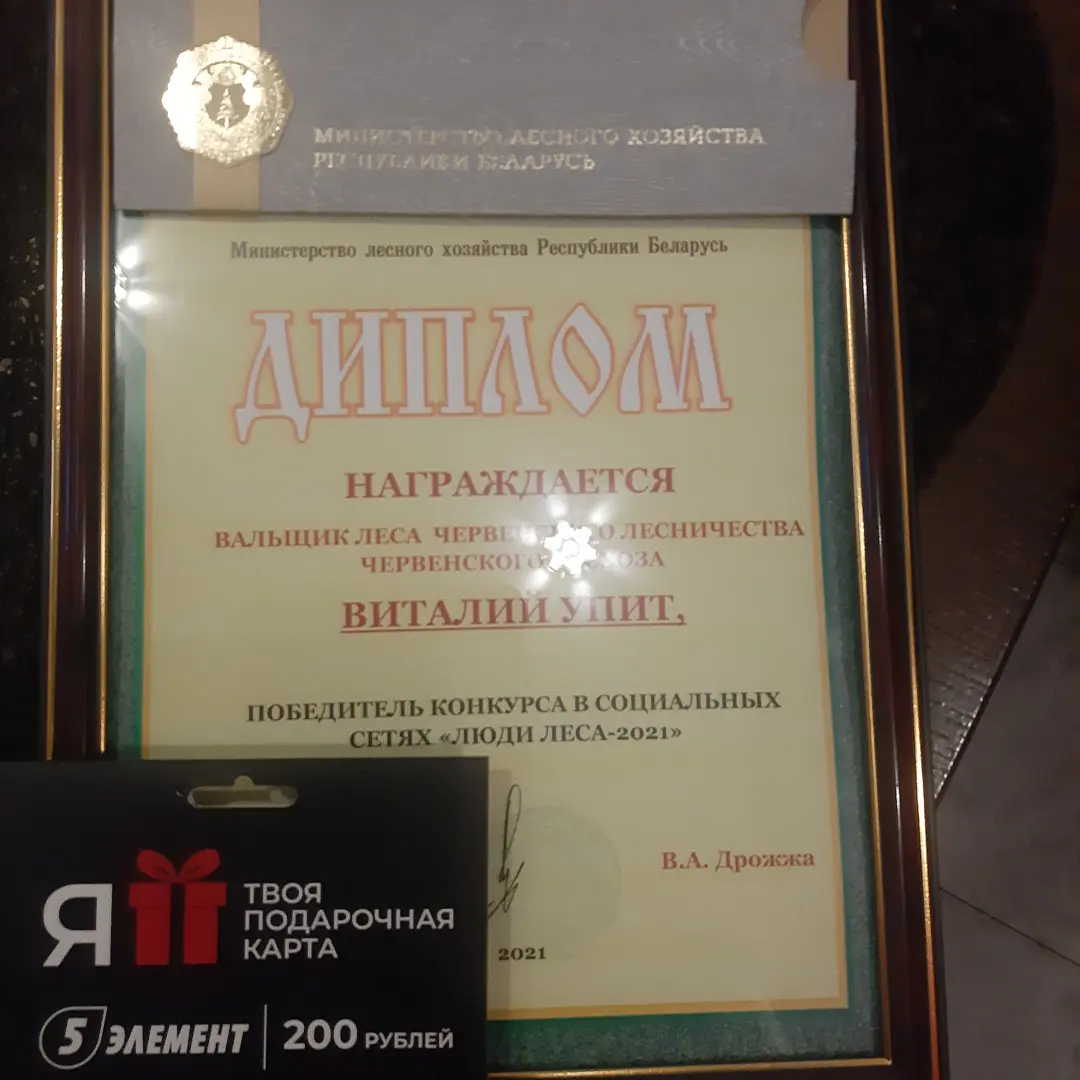 МИНИСТЕРСТВО ЛЕСНОГО ХОЗЯЙСТВА
РЕСПУБЛИКИ БЕЛАРУСЬ
Министерство лесного хозяйства Республики Беларусь
ДИПЛОМ
НАГРАЖДАЕТСЯ
ВАЛЬЩИК ЛЕСА ЧЕРВЕНСКОГО ЛЕСНИЧЕСТВА
ЧЕРВЕНСКОГО
ВИТАЛИЙ УПИТ,
ПОБЕДИТЕЛЬ КОНКУРСА В СОЦИАЛЬНЫХ
СЕТЯХ «ЛЮДИ ЛЕСА-2021»
В.А. Дрожжа
2021
Я
ТВОЯ
ПОДАРОЧНАЯ
КАРТА
5 ЭЛЕМЕНТ
200 РУБЛЕЙ